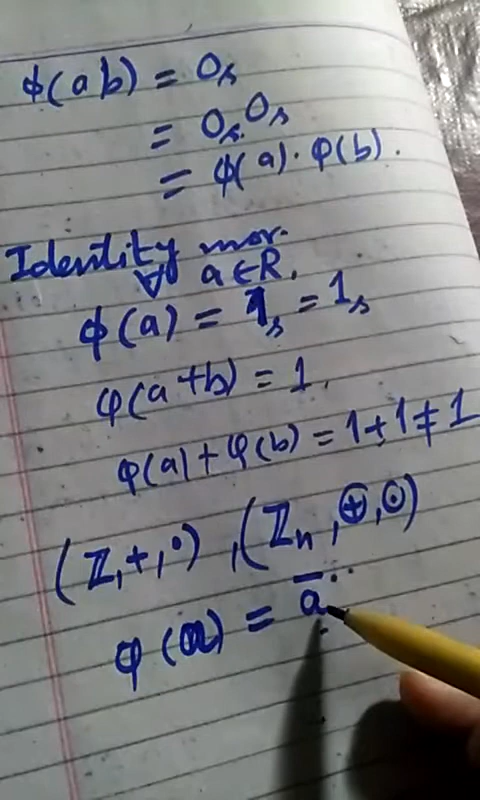 ϕ(ab) = 0ₛ
= 0ₛ.0ₛ
= ϕ(a)·φ(b).
Identity mor.
∀ a∈R.
ϕ(a) = 1ₛ = 1ₛ
φ(a+b) = 1.
φ(a)+φ(b) = 1+1≠1
(ℤ,+,·), (ℤₙ,⊕,⊙)
φ(a) = a̅